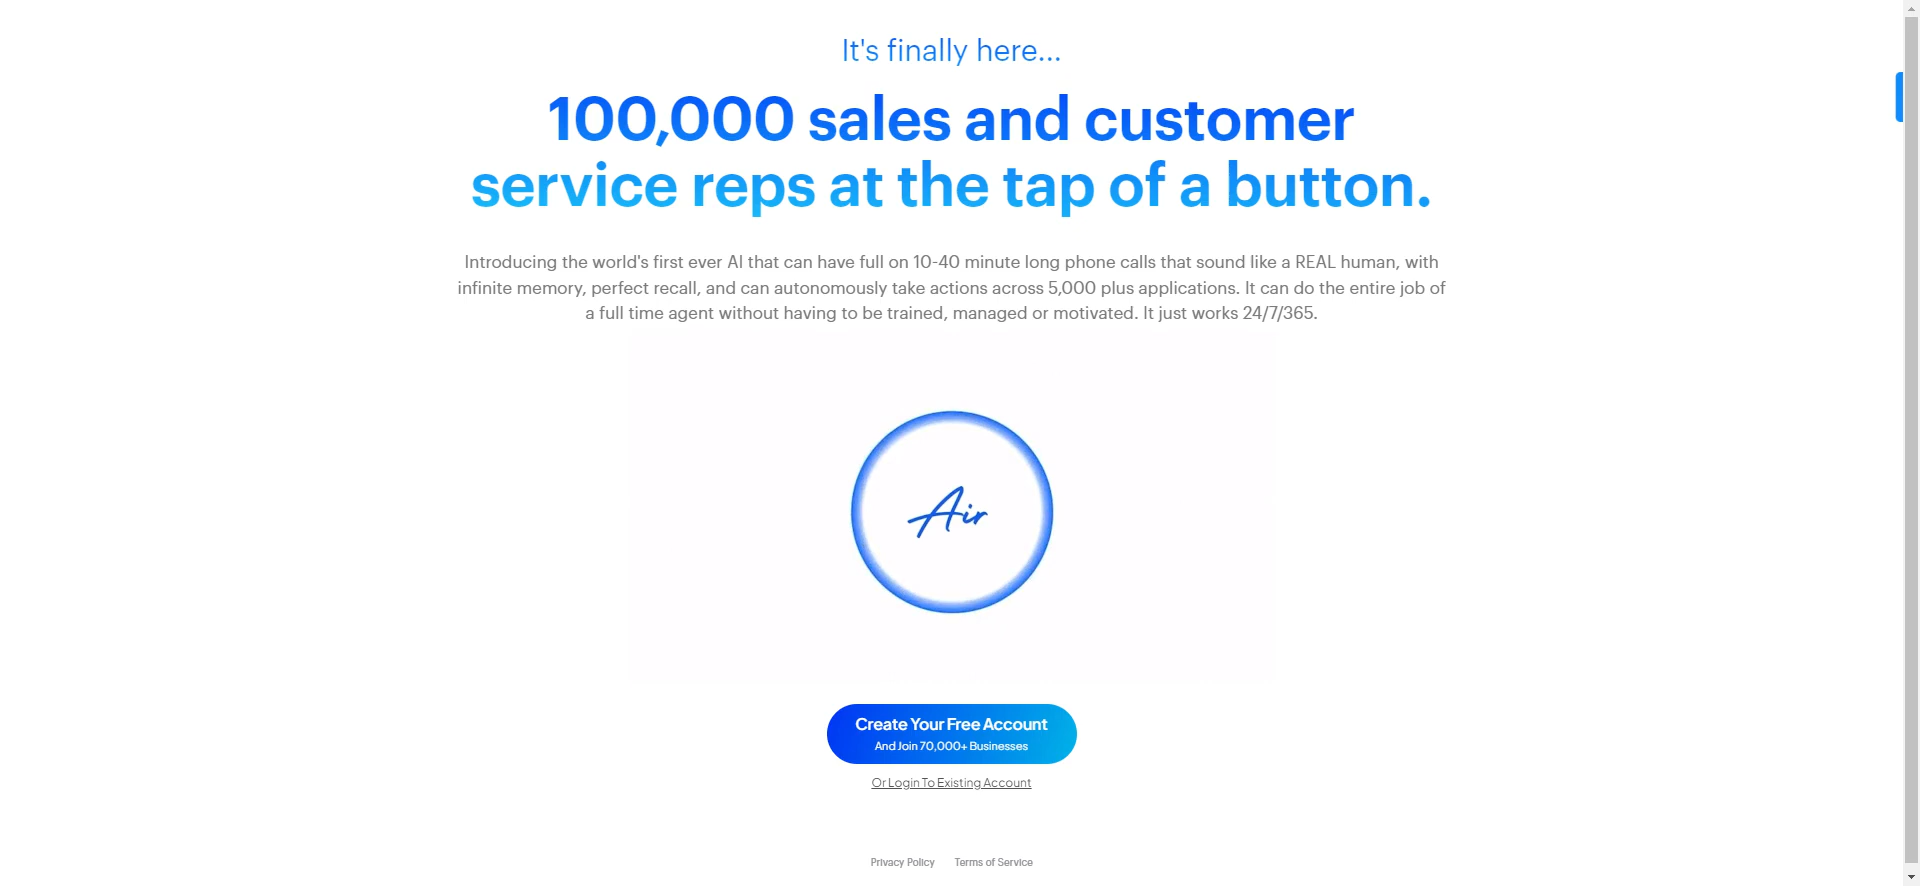 It's finally here...
100,000 sales and customer
service reps at the tap of a button.
Introducing the world's first ever AI that can have full on 10-40 minute long phone calls that sound like a REAL human, with
infinite memory, perfect recall, and can autonomously take actions across 5,000 plus applications. It can do the entire job of
a full time agent without having to be trained, managed or motivated. It just works 24/7/365.
Air
Create Your Free Account
And Join 70,000+ Businesses
Or Login To Existing Account
Privacy Policy Terms of Service